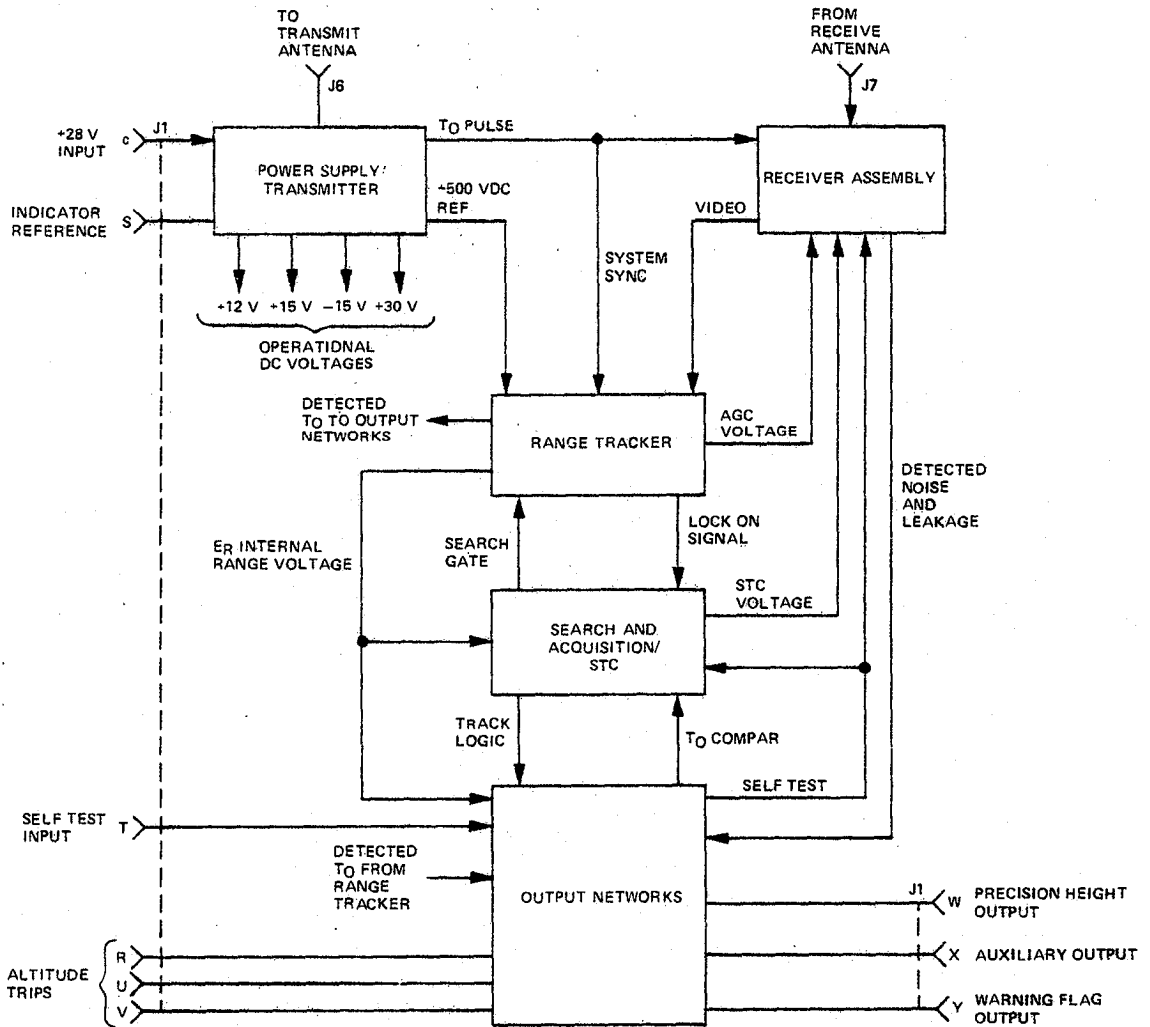 TO
TRANSMIT
ANTENNA
J6
FROM
RECEIVE
ANTENNA
J7
+28 V
INPUT
c
J1
INDICATOR
REFERENCE
S
POWER SUPPLY/
TRANSMITTER
TO PULSE
+500 VDC
REF
RECEIVER ASSEMBLY
VIDEO
SYSTEM
SYNC
+12 V +15 V -15 V +30 V
OPERATIONAL
DC VOLTAGES
DETECTED
TO TO OUTPUT
NETWORKS
RANGE TRACKER
AGC
VOLTAGE
DETECTED
NOISE
AND
LEAKAGE
ER INTERNAL
RANGE VOLTAGE
SEARCH
GATE
LOCK ON
SIGNAL
STC
VOLTAGE
SEARCH AND
ACQUISITION/
STC
TRACK
LOGIC
TO COMPAR
SELF TEST
SELF TEST
INPUT
T
DETECTED
TO FROM
RANGE
TRACKER
OUTPUT NETWORKS
J1
W PRECISION HEIGHT
OUTPUT
X AUXILIARY OUTPUT
Y WARNING FLAG
OUTPUT
ALTITUDE
TRIPS
R
U
V